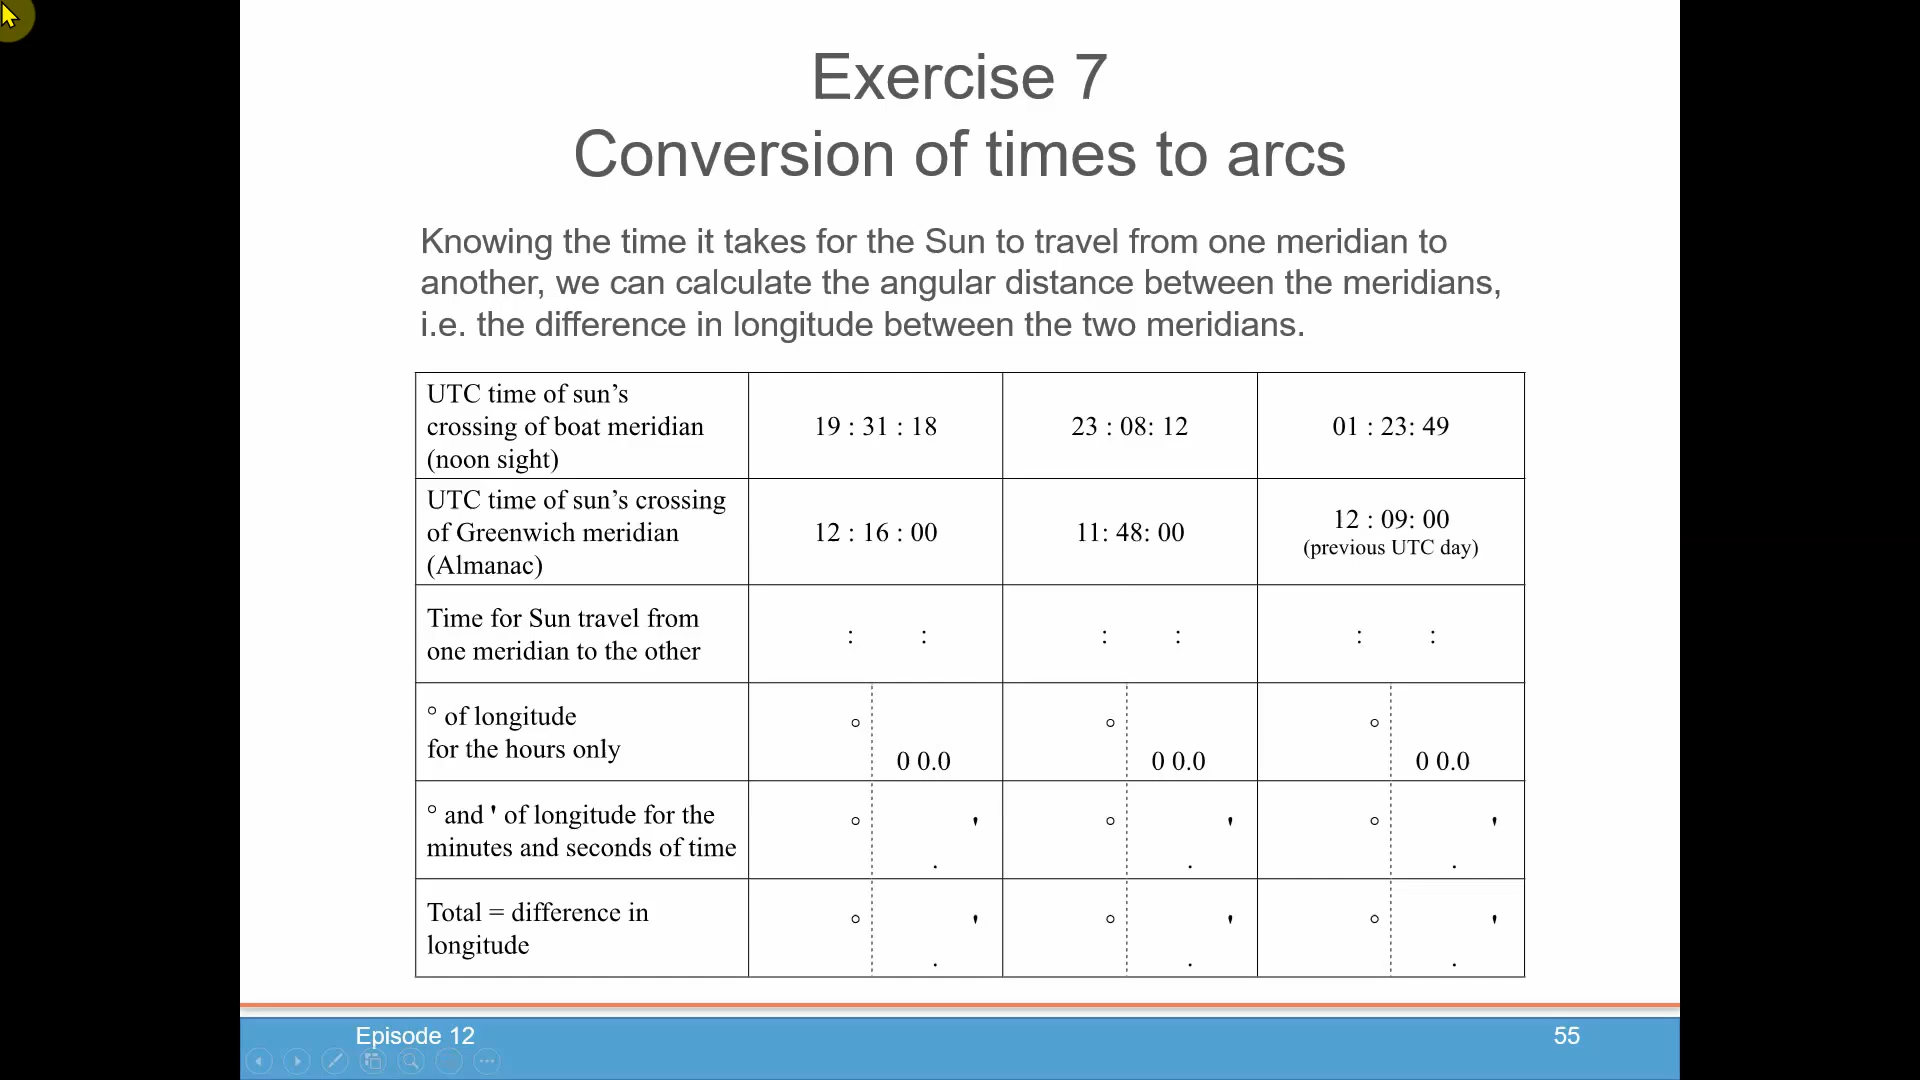 Exercise 7
Conversion of times to arcs
Knowing the time it takes for the Sun to travel from one meridian to
another, we can calculate the angular distance between the meridians,
i.e. the difference in longitude between the two meridians.
UTC time of sun’s
crossing of boat meridian
(noon sight)
19 : 31 : 18
23 : 08: 12
01 : 23: 49
UTC time of sun’s crossing
of Greenwich meridian
(Almanac)
12 : 16 : 00
11: 48: 00
12 : 09: 00
(previous UTC day)
Time for Sun travel from
one meridian to the other
: :
: :
: :
° of longitude
for the hours only
°
0 0.0
°
0 0.0
°
0 0.0
° and ' of longitude for the
minutes and seconds of time
° '
.
° '
.
° '
.
Total = difference in
longitude
° '
.
° '
.
° '
.
Episode 12
55